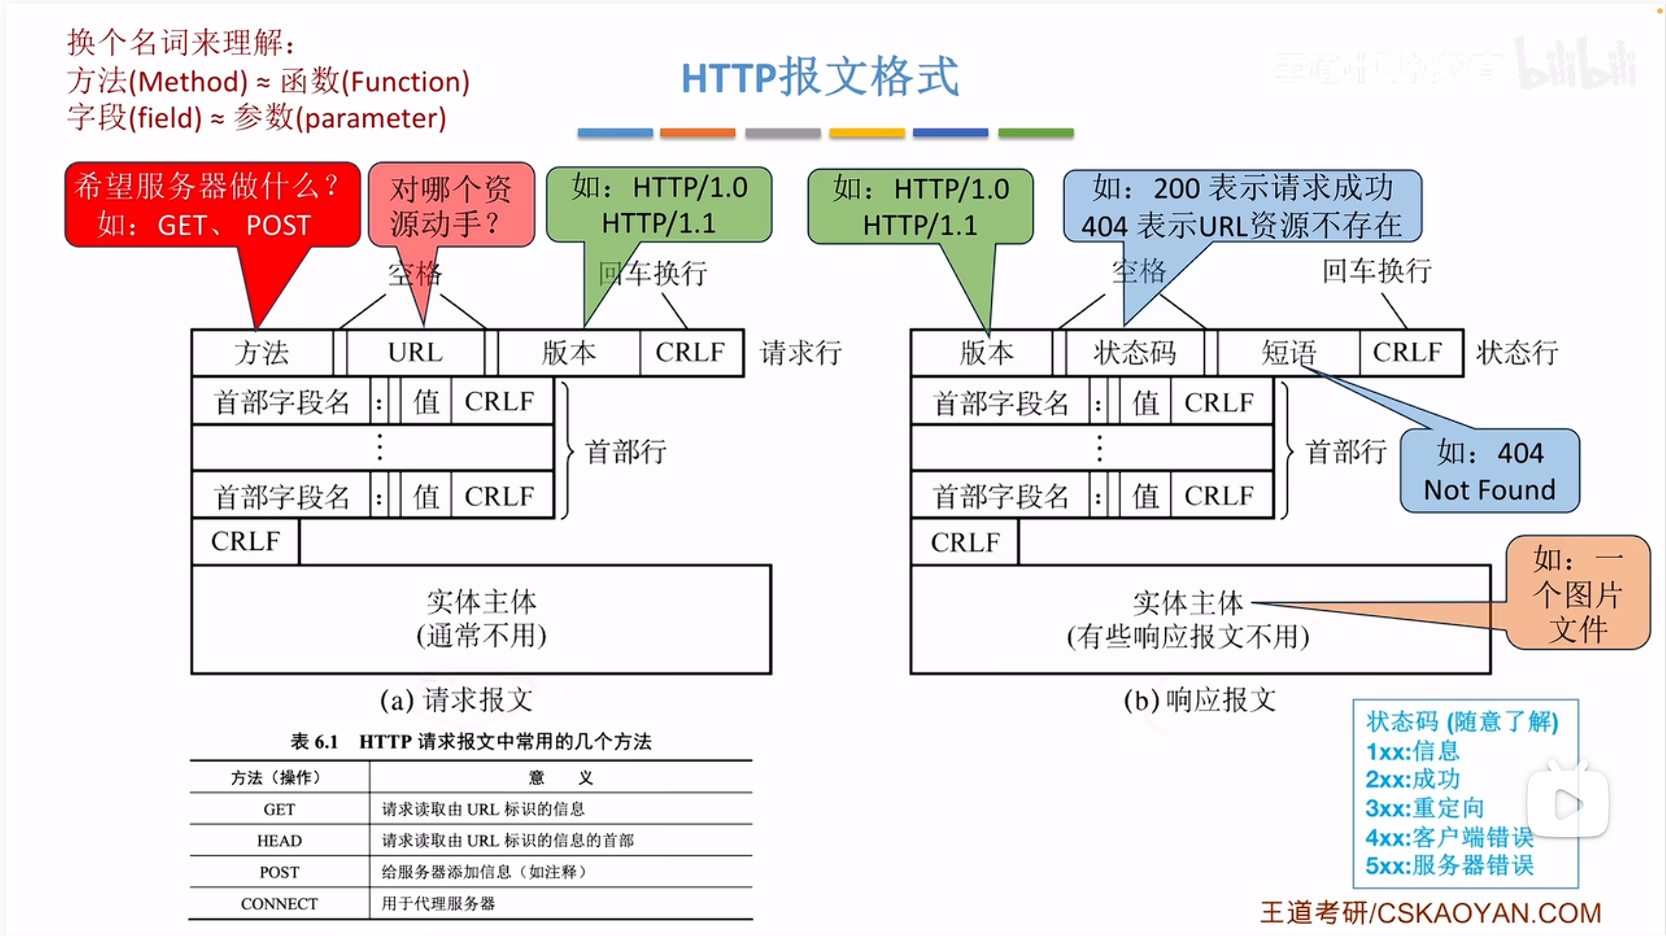 换个名词来理解：
方法(Method) ≈ 函数(Function)
字段(field) ≈ 参数(parameter)
HTTP报文格式
bilibili
希望服务器做什么？
如：GET、 POST
对哪个资
源动手？
如：HTTP/1.0
HTTP/1.1
空格
回车换行
方法
URL
版本
CRLF
请求行
首部字段名
:
值
CRLF
⋮
首部字段名
:
值
CRLF
首部行
CRLF
实体主体
(通常不用)
(a) 请求报文
如：HTTP/1.0
HTTP/1.1
如：200 表示请求成功
404 表示URL资源不存在
空格
回车换行
版本
状态码
短语
CRLF
状态行
首部字段名
:
值
CRLF
⋮
首部字段名
:
值
CRLF
首部行
如：404
Not Found
CRLF
实体主体
(有些响应报文不用)
如：一
个图片
文件
(b) 响应报文
表 6.1 HTTP 请求报文中常用的几个方法
方法（操作） 意 义
GET 请求读取由 URL 标识的信息
HEAD 请求读取由 URL 标识的信息的首部
POST 给服务器添加信息（如注释）
CONNECT 用于代理服务器
状态码 (随意了解)
1xx:信息
2xx:成功
3xx:重定向
4xx:客户端错误
5xx:服务器错误
王道考研/CSKAOYAN.COM